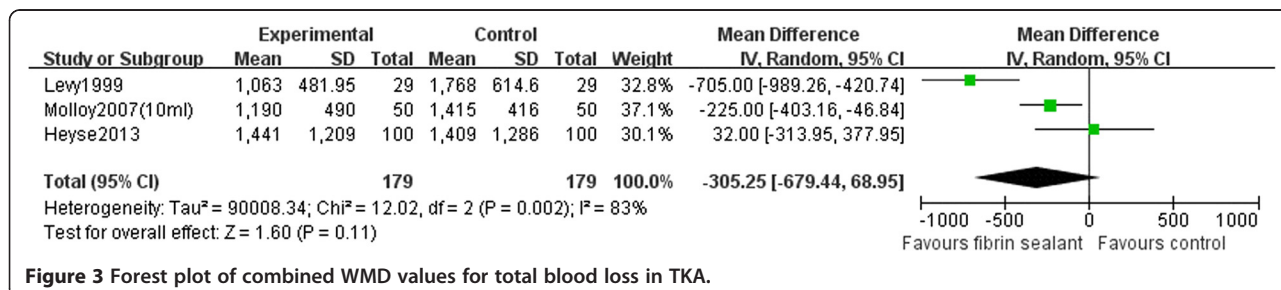 Experimental Control Mean Difference Mean Difference
Study or Subgroup Mean SD Total Mean SD Total Weight IV, Random, 95% CI IV, Random, 95% CI
Levy1999 1,063 481.95 29 1,768 614.6 29 32.8% -705.00 [-989.26, -420.74]
Molloy2007(10ml) 1,190 490 50 1,415 416 50 37.1% -225.00 [-403.16, -46.84]
Heyse2013 1,441 1,209 100 1,409 1,286 100 30.1% 32.00 [-313.95, 377.95]
Total (95% CI) 179 179 100.0% -305.25 [-679.44, 68.95]
Heterogeneity: Tau² = 90008.34; Chi² = 12.02, df = 2 (P = 0.002); I² = 83%
Test for overall effect: Z = 1.60 (P = 0.11)
-1000 -500 0 500 1000
Favours fibrin sealant Favours control
Figure 3 Forest plot of combined WMD values for total blood loss in TKA.